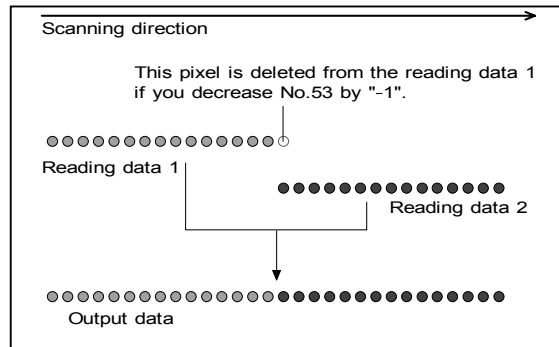 Scanning direction
This pixel is deleted from the reading data 1
if you decrease No.53 by "-1".
Reading data 1
Reading data 2
Output data